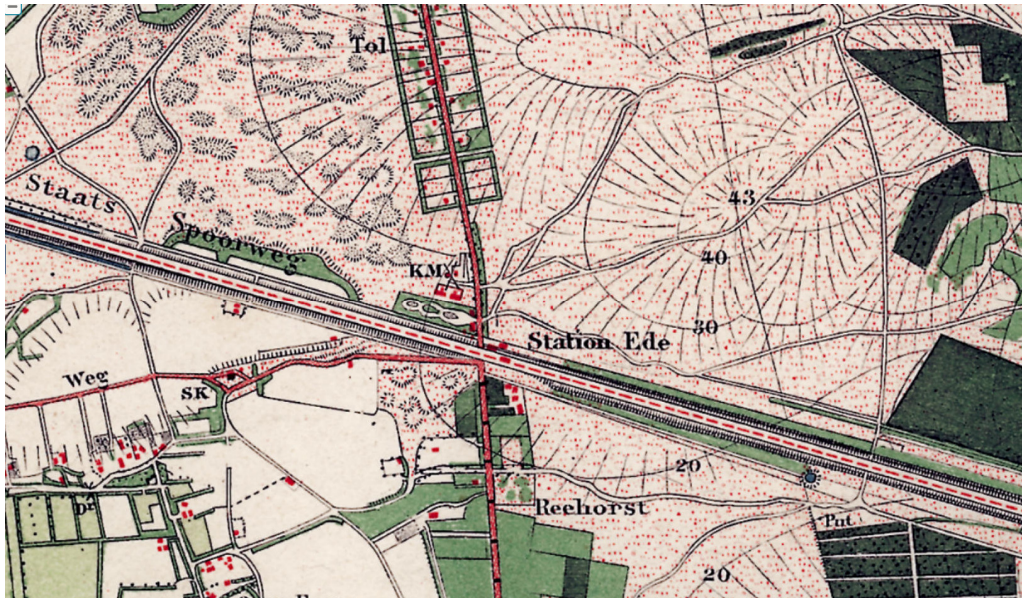 Tol
43
Staats
Spoorweg
40
KM
30
Station Ede
Weg
SK
20
Reehorst
Put
20